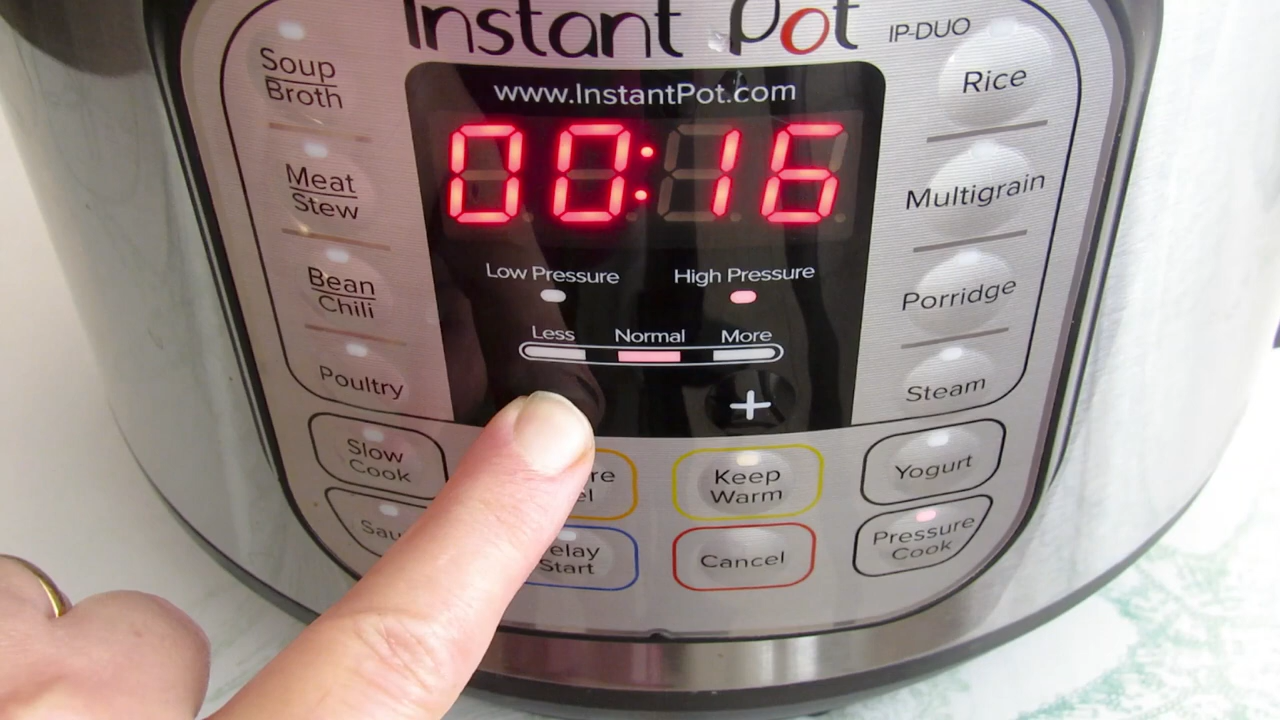 Instant Pot IP-DUO
www.InstantPot.com
00:16
Low Pressure High Pressure
Less Normal More
+
Soup
Broth
Meat
Stew
Bean
Chili
Poultry
Rice
Multigrain
Porridge
Steam
Slow
Cook
Keep
Warm
Yogurt
Start
Cancel
Pressure
Cook